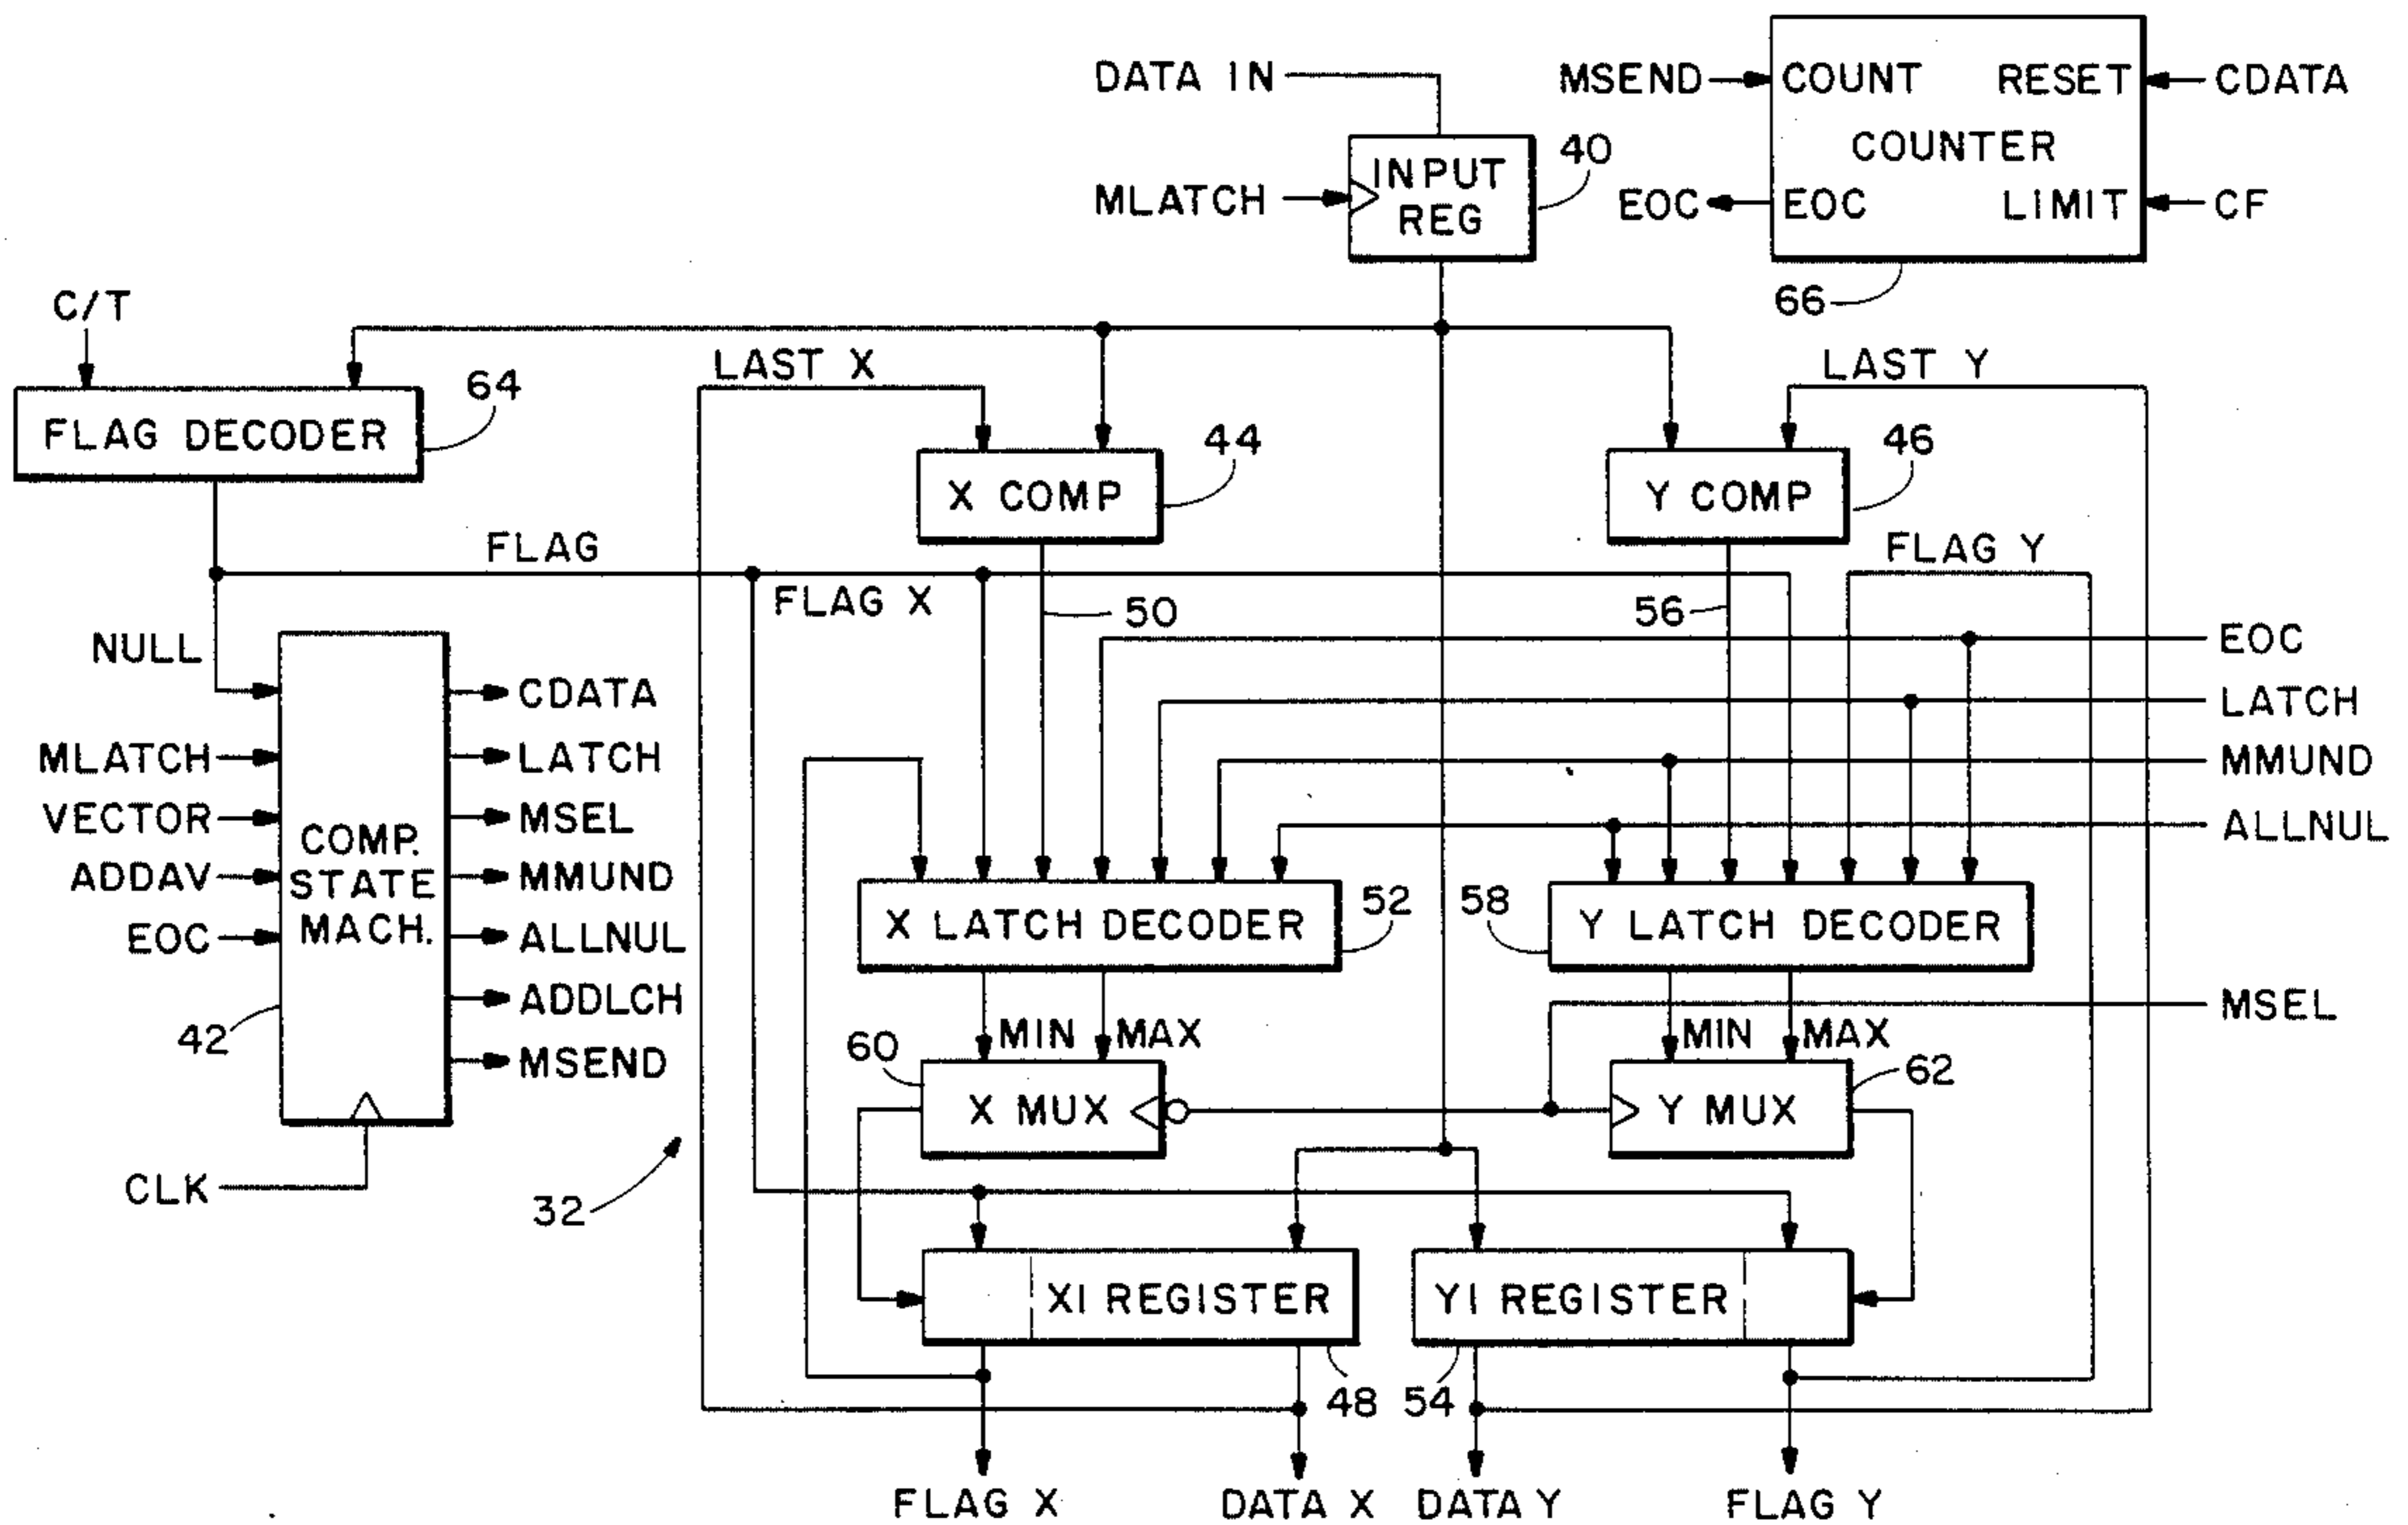 DATA IN
MSEND
COUNT
RESET
CDATA
COUNTER
INPUT
REG
40
MLATCH
EOC
EOC
LIMIT
CF
66
C/T
LAST X
LAST Y
64
FLAG DECODER
44
46
X COMP
Y COMP
FLAG
FLAG X
FLAG Y
50
56
NULL
EOC
CDATA
LATCH
MLATCH
LATCH
MMUND
VECTOR
MSEL
ALLNUL
COMP.
STATE
MACH.
ADDAV
MMUND
EOC
ALLNUL
X LATCH DECODER
52
58
Y LATCH DECODER
ADDLCH
MSEL
42
MSEND
MIN
MAX
MIN
MAX
60
62
X MUX
Y MUX
CLK
32
XI REGISTER
YI REGISTER
48
54
FLAG X
DATA X
DATA Y
FLAG Y